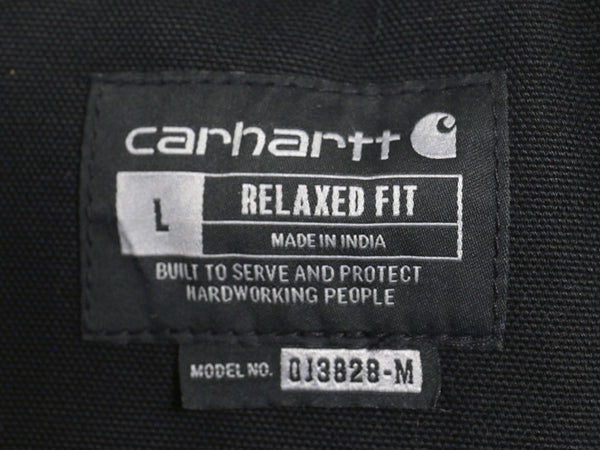 carhartt
L RELAXED FIT
MADE IN INDIA
BUILT TO SERVE AND PROTECT
HARDWORKING PEOPLE
MODEL NO. OJ3828-M